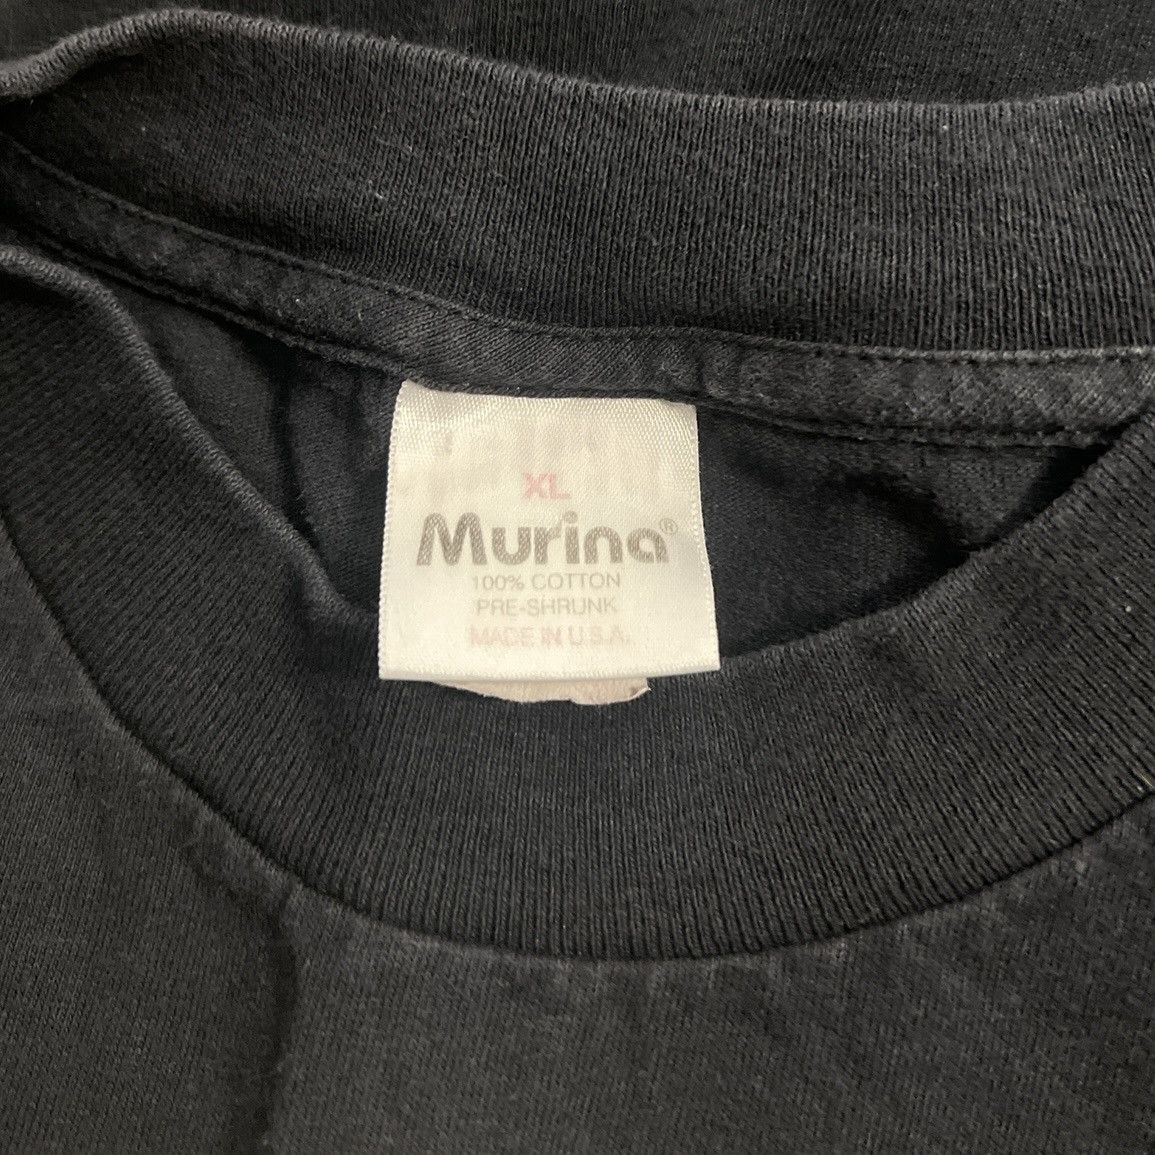 XL
Murina®
100% COTTON
PRE-SHRUNK
MADE IN U.S.A.